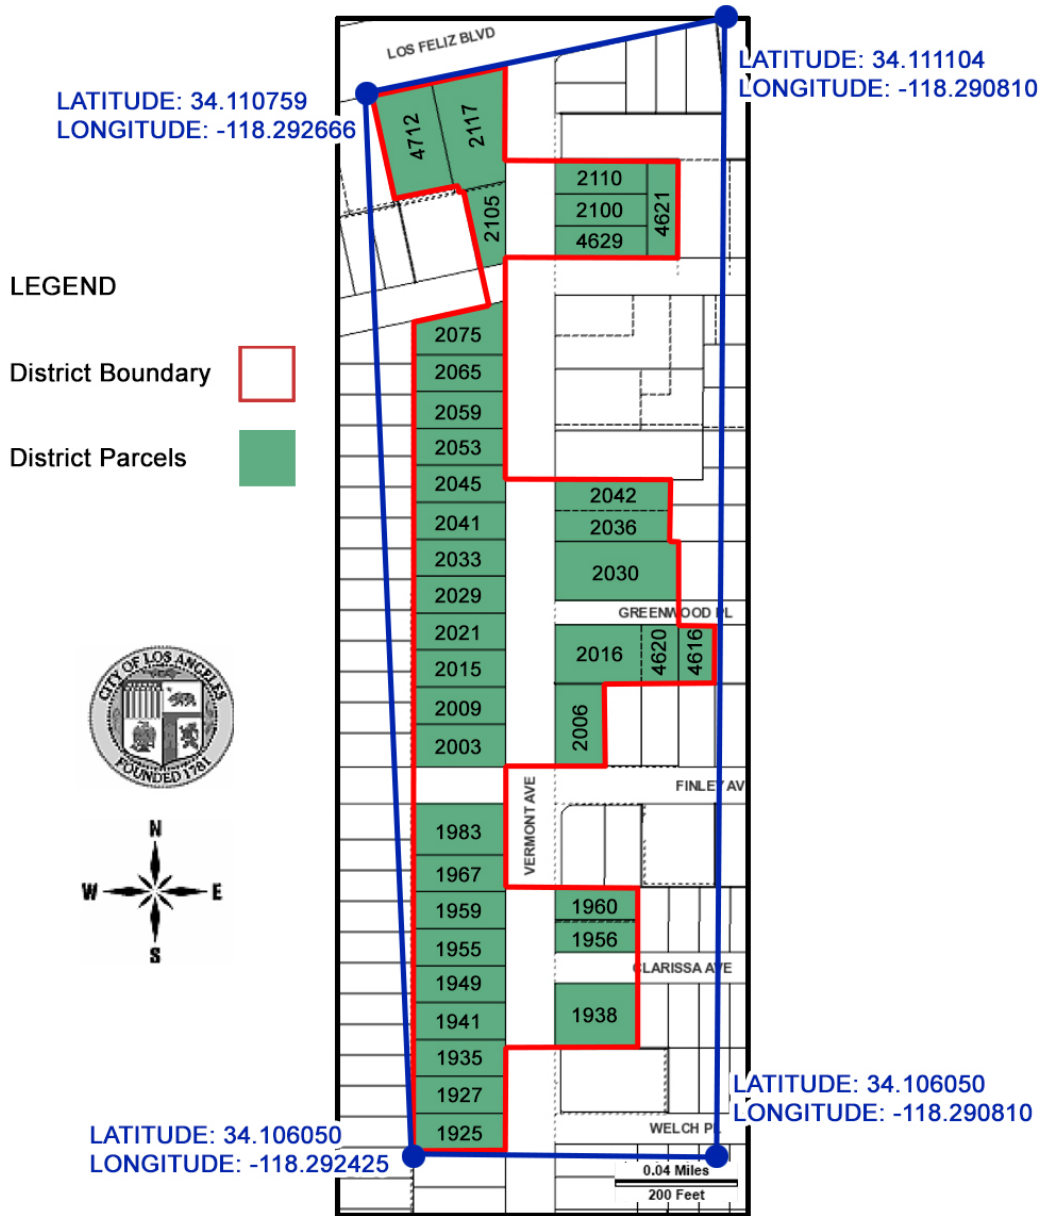 LOS FELIZ BLVD
LATITUDE: 34.111104
LONGITUDE: -118.290810
LATITUDE: 34.110759
LONGITUDE: -118.292666
4712
2117
2105
2110
2100
4629
4621
LEGEND
District Boundary
District Parcels
2075
2065
2059
2053
2045
2041
2033
2029
2021
2015
2009
2003
2042
2036
2030
GREENWOOD PL
2016
4620
4616
2006
CITY OF LOS ANGELES
FOUNDED 1781
FINLEY AV
VERMONT AVE
N
W
E
S
1983
1967
1959
1955
1949
1941
1935
1927
1925
1960
1956
CLARISSA AVE
1938
LATITUDE: 34.106050
LONGITUDE: -118.290810
WELCH PL
LATITUDE: 34.106050
LONGITUDE: -118.292425
0.04 Miles
200 Feet